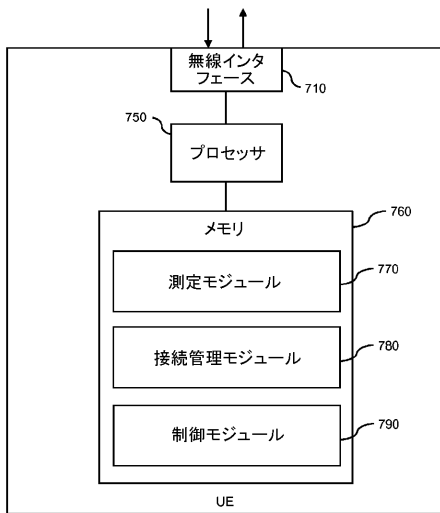 無線インタ
フェース
710
750
プロセッサ
760
メモリ
測定モジュール
770
接続管理モジュール
780
制御モジュール
790
UE